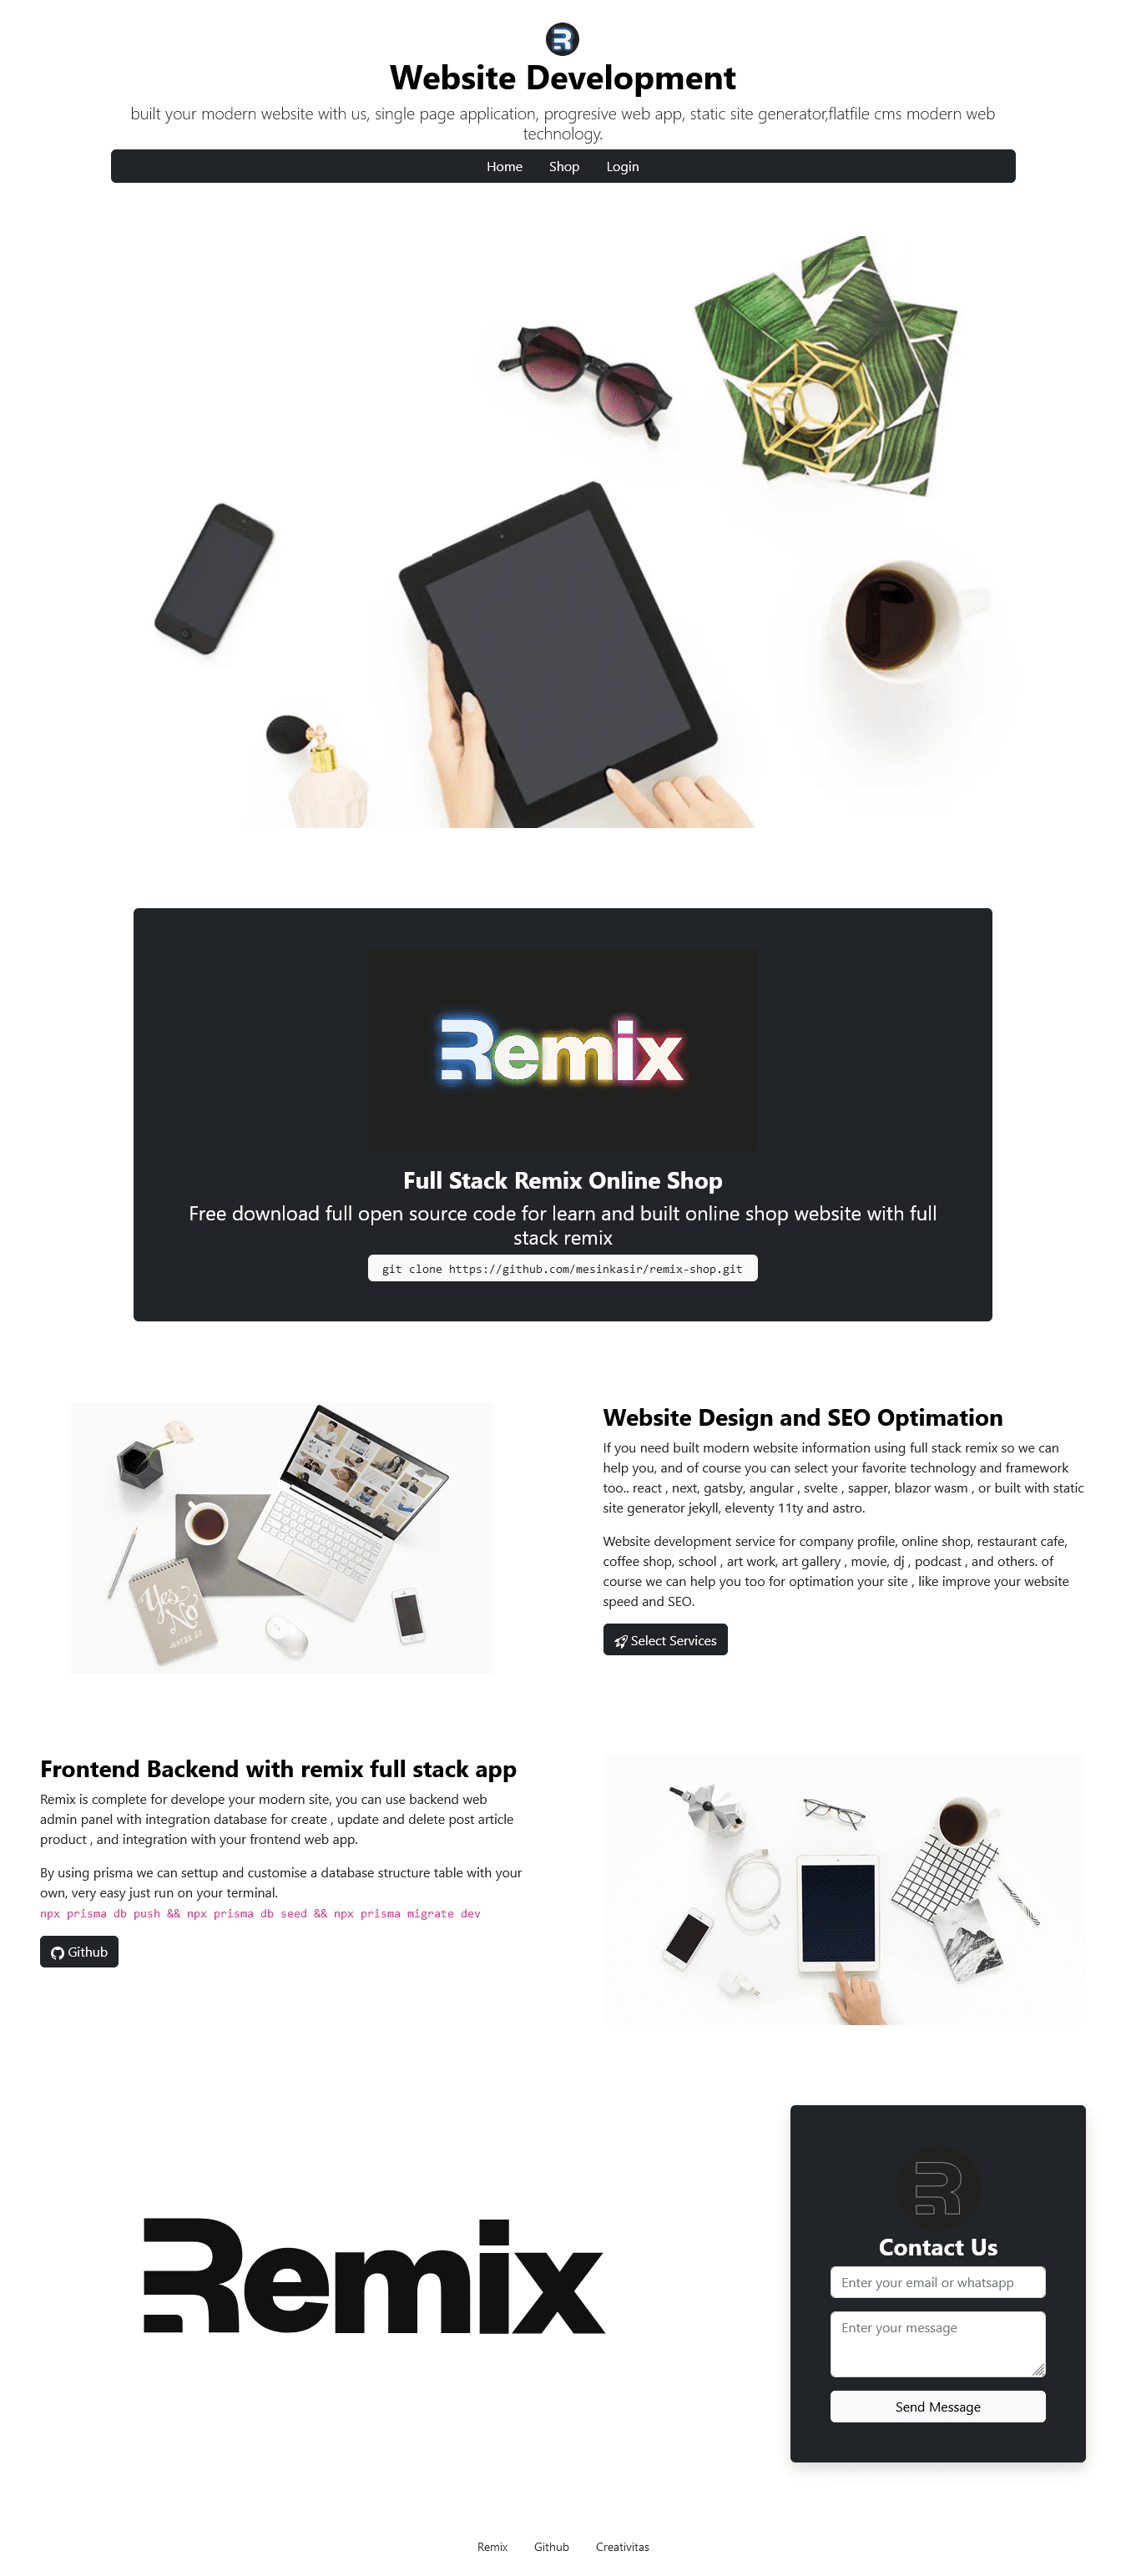 Website Development
built your modern website with us, single page application, progresive web app, static site generator,flatfile cms modern web
technology.
Home Shop Login
Remix
Full Stack Remix Online Shop
Free download full open source code for learn and built online shop website with full
stack remix
git clone https://github.com/mesinkasir/remix-shop.git
Yes
No
Website Design and SEO Optimation
If you need built modern website information using full stack remix so we can
help you, and of course you can select your favorite technology and framework
too.. react , next, gatsby, angular , svelte , sapper, blazor wasm , or built with static
site generator jekyll, eleventy 11ty and astro.
Website development service for company profile, online shop, restaurant cafe,
coffee shop, school , art work, art gallery , movie, dj , podcast , and others. of
course we can help you too for optimation your site , like improve your website
speed and SEO.
Select Services
Frontend Backend with remix full stack app
Remix is complete for develope your modern site, you can use backend web
admin panel with integration database for create , update and delete post article
product , and integration with your frontend web app.
By using prisma we can settup and customise a database structure table with your
own, very easy just run on your terminal.
npx prisma db push && npx prisma db seed && npx prisma migrate dev
Github
Remix
R
Contact Us
Enter your email or whatsapp
Enter your message
Send Message
Remix Github Creativitas